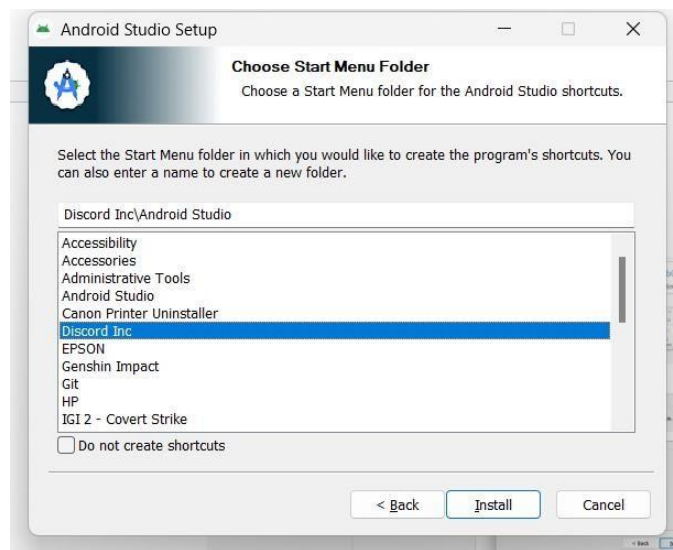 Android Studio Setup
Choose Start Menu Folder
Choose a Start Menu folder for the Android Studio shortcuts.
Select the Start Menu folder in which you would like to create the program's shortcuts. You
can also enter a name to create a new folder.
Discord Inc\Android Studio
Accessibility
Accessories
Administrative Tools
Android Studio
Canon Printer Uninstaller
Discord Inc
EPSON
Genshin Impact
Git
HP
IGI 2 - Covert Strike
Do not create shortcuts
< Back
Install
Cancel